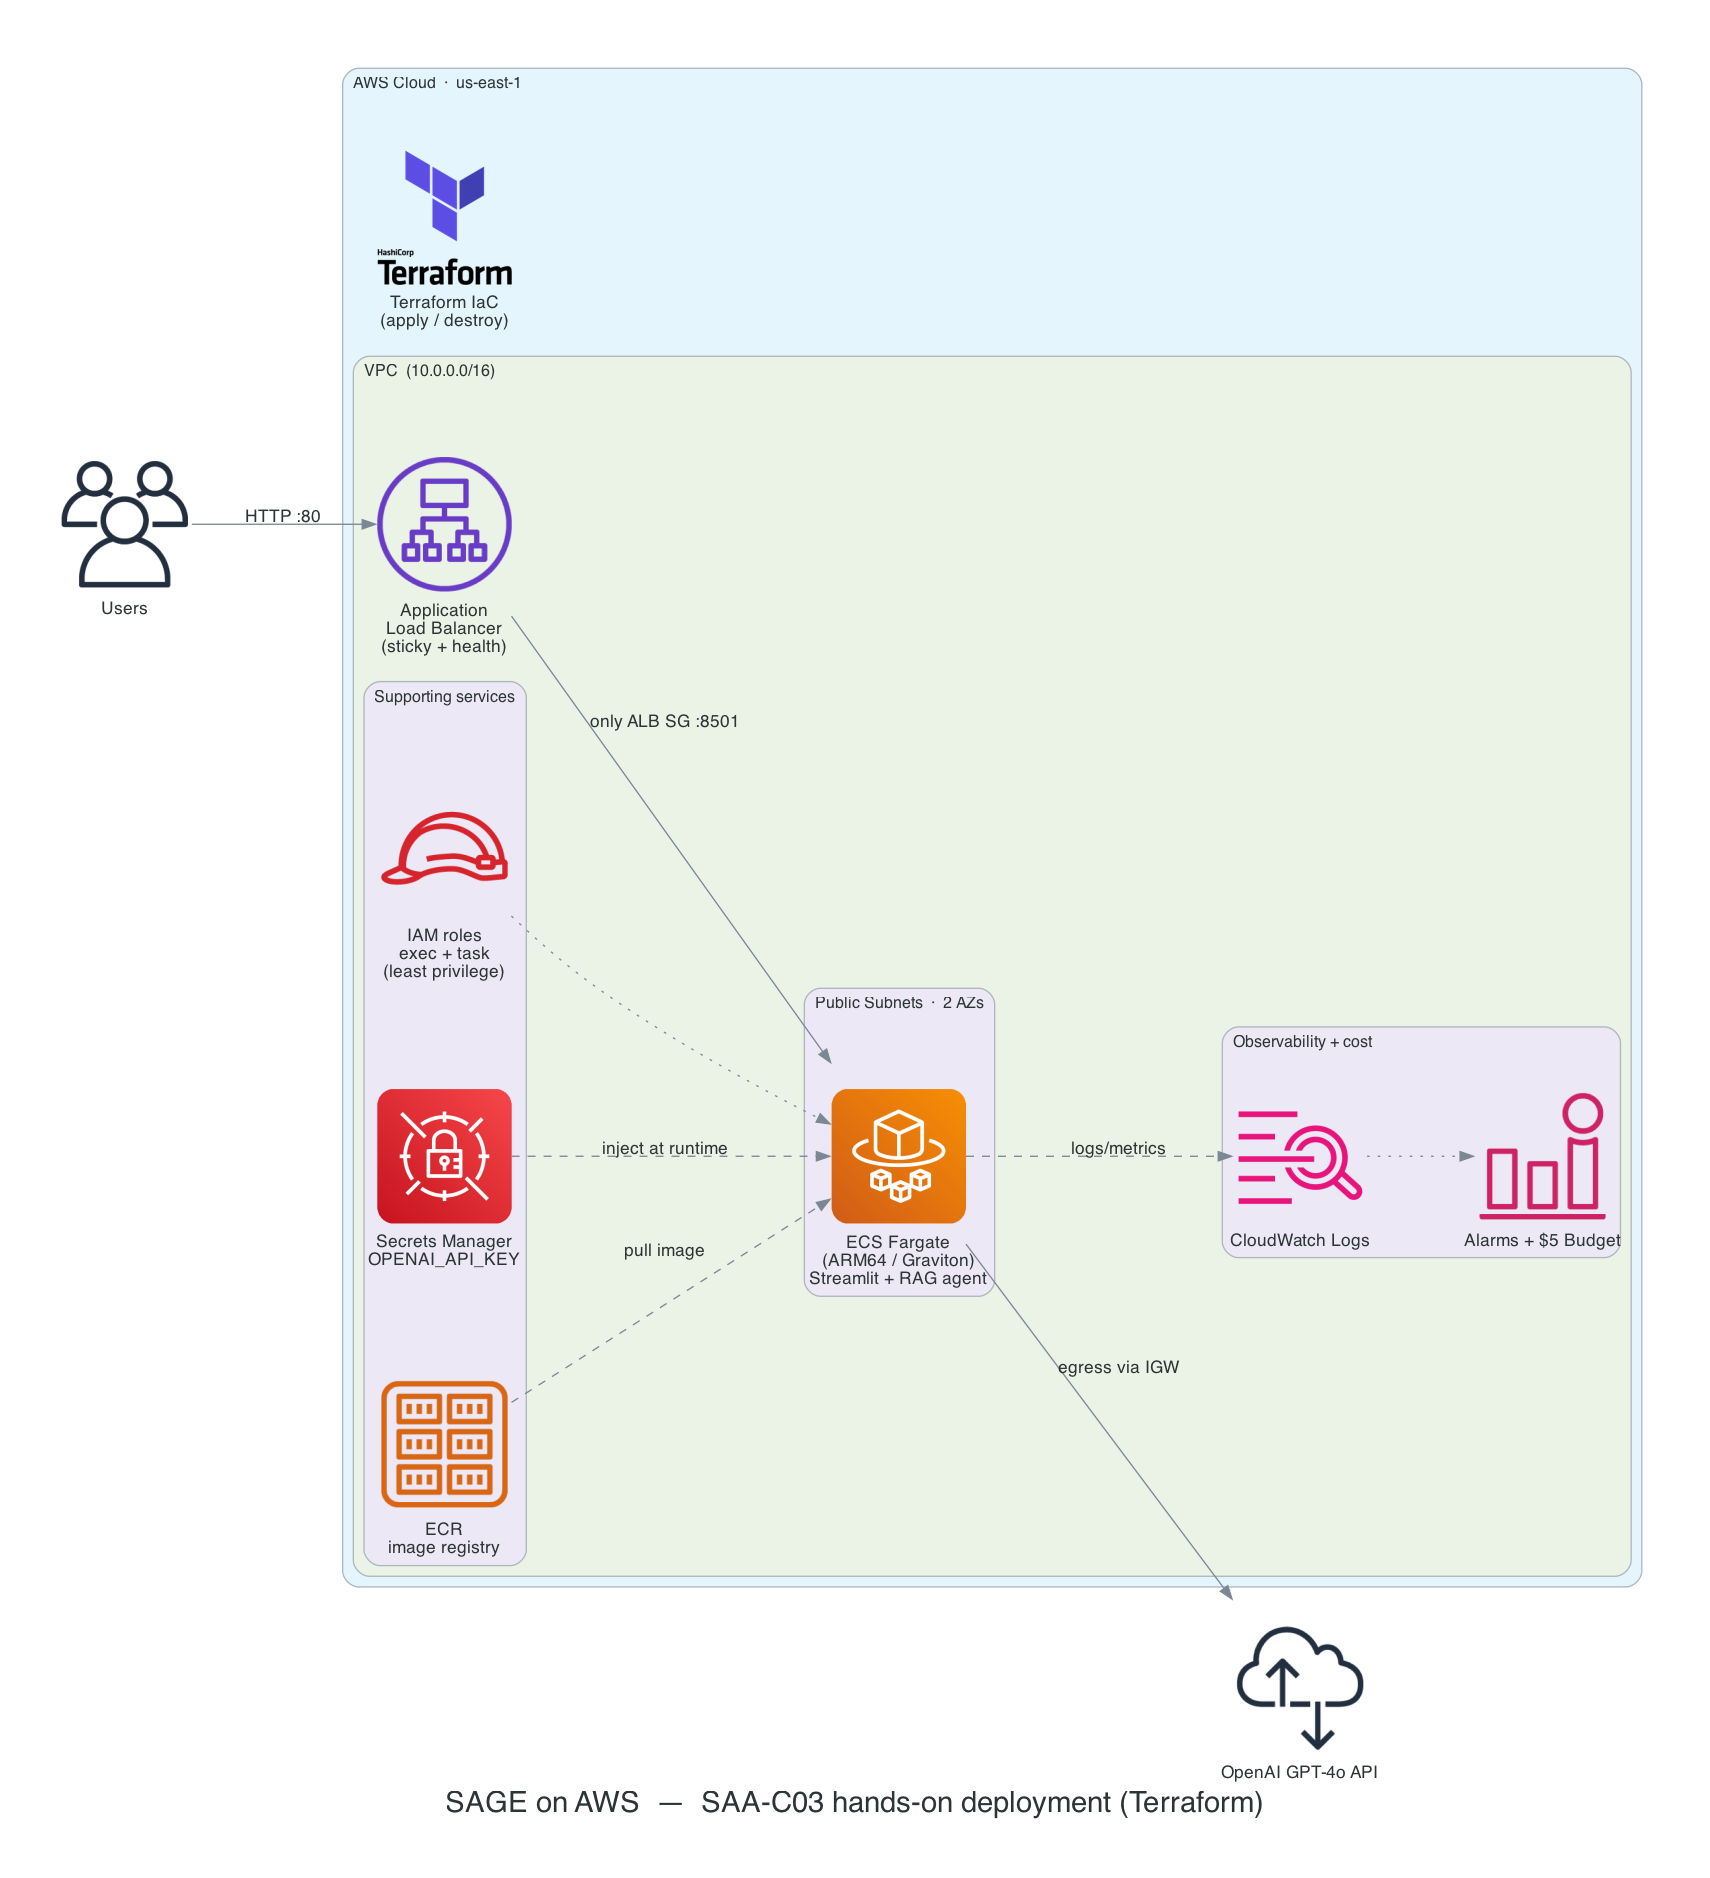 AWS Cloud · us-east-1
HashiCorp
Terraform
Terraform IaC
(apply / destroy)
VPC (10.0.0.0/16)
HTTP :80
Users
Application
Load Balancer
(sticky + health)
Supporting services
only ALB SG :8501
IAM roles
exec + task
(least privilege)
Public Subnets · 2 AZs
Observability + cost
inject at runtime
logs/metrics
Secrets Manager
OPENAI_API_KEY
pull image
ECS Fargate
(ARM64 / Graviton)
Streamlit + RAG agent
CloudWatch Logs
Alarms + $5 Budget
egress via IGW
ECR
image registry
OpenAI GPT-4o API
SAGE on AWS — SAA-C03 hands-on deployment (Terraform)